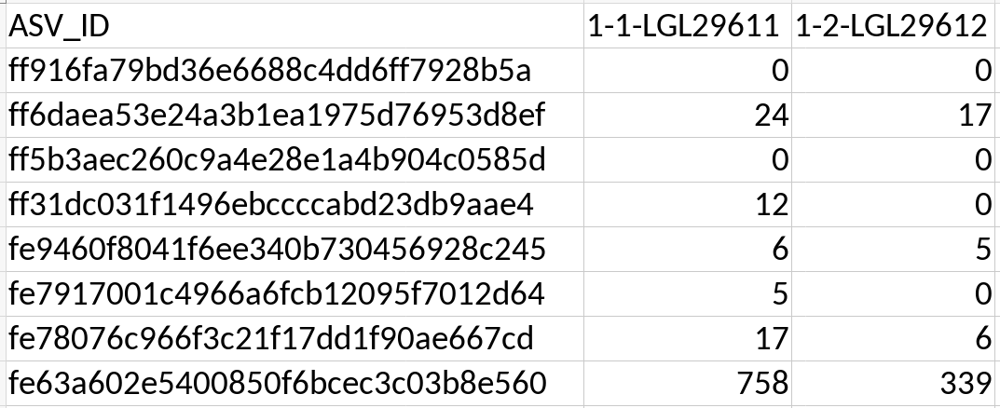 ASV_ID 1-1-LGL29611 1-2-LGL29612
ff916fa79bd36e6688c4dd6ff7928b5a 0 0
ff6daea53e24a3b1ea1975d76953d8ef 24 17
ff5b3aec260c9a4e28e1a4b904c0585d 0 0
ff31dc031f1496ebccccabd23db9aae4 12 0
fe9460f8041f6ee340b730456928c245 6 5
fe7917001c4966a6fcb12095f7012d64 5 0
fe78076c966f3c21f17dd1f90ae667cd 17 6
fe63a602e5400850f6bcec3c03b8e560 758 339